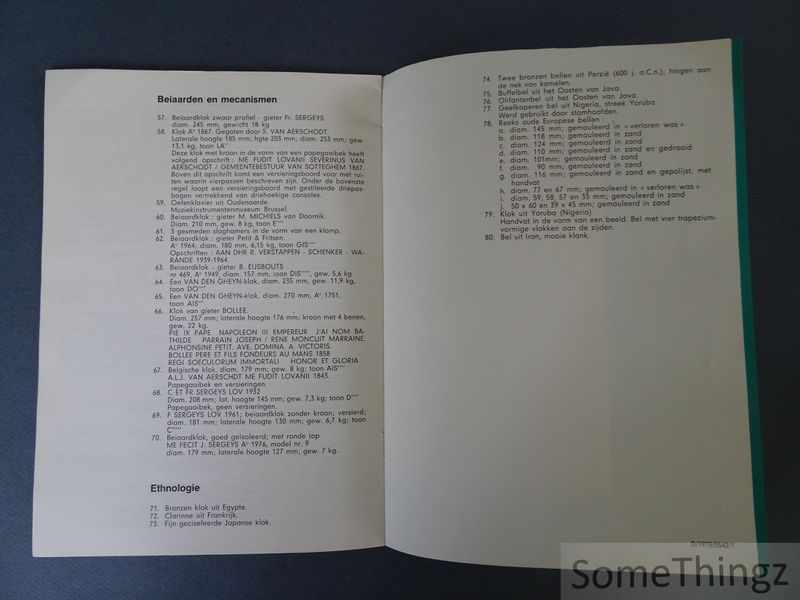 Beiaarden en mecanismen
57. Beiaardklok zwaar profiel - gieter Fr. SERGEYS
diam. 245 mm, gewicht 18 kg
58. Klok A° 1867. Gegoten door S. VAN AERSCHODT.
Laterale hoogte 185 mm; hgte 203 mm; diam. 253 mm; gew.
13,1 kg, toon LA''''
Deze klok met kroon in de vorm van een papegaaibek heeft
volgend opschrift : ME FUDIT LOVANII SEVERINUS VAN
AERSCHODT / GEMEENTEBESTUUR VAN SOTTEGHEM 1867.
Boven dit opschrift komt een versieringsboord voor met rui-
ten waarin vierpassen beschreven zijn. Onder de bovenste
regel loopt een versieringsboord met gestileerde driepos-
bogen vertrekkend van driehoekige consoles.
59. Oefenklavier uit Oudenaarde.
Muziekinstrumentenmuseum Brussel.
60. Beiaardklok : gieter M. MICHIELS van Doornik.
Diam. 210 mm, gew. 8 kg, toon E''''
61. 3 gesmeden slaghamers in de vorm van een klomp.
62. Beiaardklok : gieter Petit & Fritsen.
A° 1964; diam. 180 mm, 6,15 kg, toon GIS''''
Opschriften : AAN DHR R. VERSTAPPEN - SCHENKER - WA-
RANDE 1939-1964.
63. Beiaardklok - gieter B. EIJSBOUTS
nr 469, A° 1949, diam. 157 mm, DIS'''', gew. 5,6 kg
64. Een VAN DEN GHEYN-klok, diam. 235 mm, gew. 11,9 kg,
toon DO''''
65. Een VAN DEN GHEYN-klok, diam. 270 mm, A° 1751;
toon AIS'''
66. Klok van gieter BOLLEE.
Diam. 257 mm; laterale hoogte 176 mm; kroon met 4 benen,
gew. 22 kg.
PIE IX PAPE NAPOLEON III EMPEREUR J'AI NOM BA-
THILDE PARRAIN JOSEPH / RENE MONCUIT MARRAINE,
ALPHONSINE PETIT. AVE. DOMINA. A. VICTORIS.
BOLLEE PERE ET FILS FONDEURS AU MANS 1858
REGI SOECULORUM IMMORTALI HONOR ET GLORIA
67. Belgische klok, diam. 179 mm; gew. 8 kg; toon AIS''''
A.L.J. VAN AERSCHDT ME FUDIT LOVANII 1843.
Papegaaibek en versieringen.
68. C ET FR SERGEYS LOV 1932
Diam. 208 mm; lat. hoogte 145 mm; gew. 7,3 kg; toon D''''
Papegaaibek, geen versieringen.
69. F SERGEYS LOV 1961; beiaardklok zonder kroon; versierd;
diam. 181 mm; laterale hoogte 130 mm; gew. 6,7 kg; toon
C'''''
70. Beiaardklok, goed geïsoleerd; met ronde top
ME FECIT J. SERGEYS A° 1976, model nr. 9
diam. 179 mm; laterale hoogte 127 mm; gew. 7 kg.
Ethnologie
71. Bronzen klok uit Egypte.
72. Clarinne uit Frankrijk.
73. Fijn geciseleerde Japanse klok.
74. Twee bronzen bellen uit Perzië (600 j. a.C.n.); hingen aan
de nek van kamelen.
75. Buffelbel uit het Oosten van Java.
76. Olifantenbel uit het Oosten van Java.
77. Geelkoperen bel uit Nigeria, streek Yoruba.
Werd gebruikt door stamhoofden.
78. Reeks oude Europese bellen :
a. diam. 145 mm; gemouleerd in « verloren was »
b. diam. 118 mm; gemouleerd in zand
c. diam. 124 mm; gemouleerd in zand
d. diam. 110 mm; gemouleerd in zand en gedraaid
e. diam. 101mm; gemouleerd in zand
f. diam. 90 mm; gemouleerd in zand
g. diam. 116 mm; gemouleerd in zand en gepolijst, met
handvat
h. diam. 77 en 67 mm; gemouleerd in « verloren was »
i. diam. 59, 58, 57 en 35 mm; gemouleerd in zand
j. 50 x 60 en 39 x 45 mm; gemouleerd in zand
79. Klok uit Yoruba (Nigeria)
Handvat in de vorm van een beeld. Bel met vier trapezium-
vormige vlakken aan de zijden.
80. Bel uit Iran, mooie klank.
D/1978/0542/1
SomeThingz